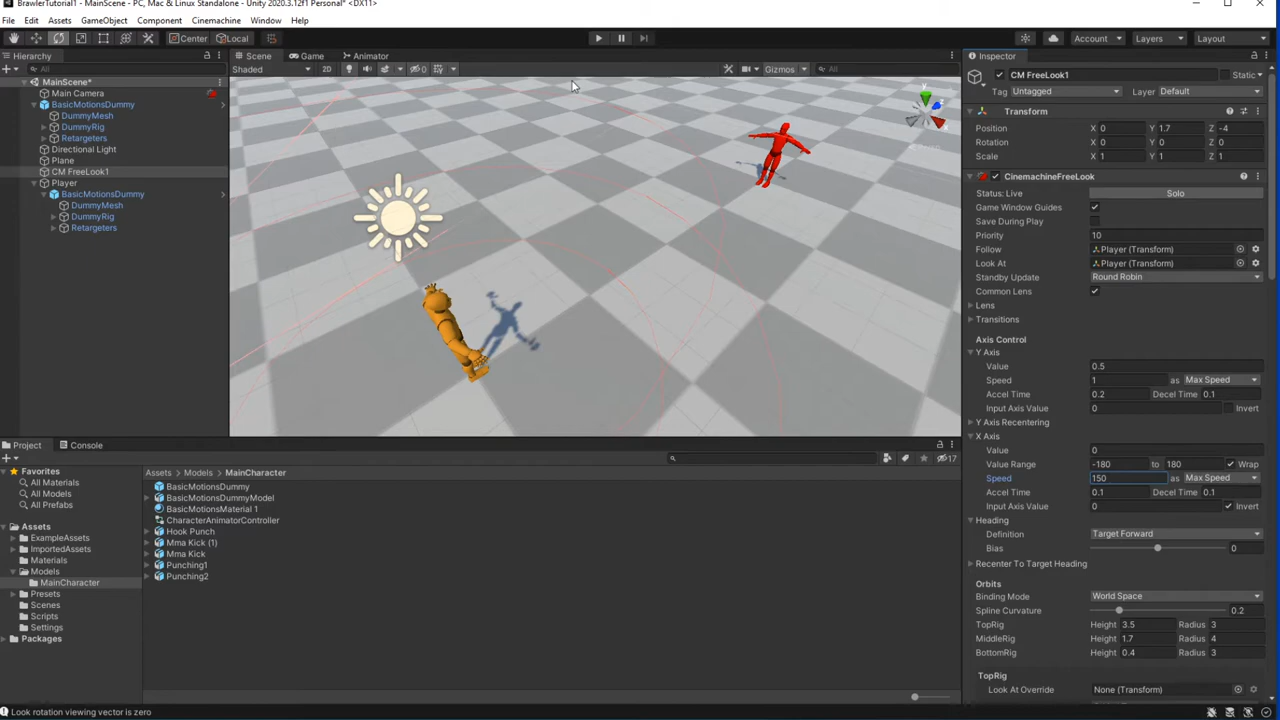 BrawlerTutorial1 - MainScene - PC, Mac & Linux Standalone - Unity 2020.3.12f1 Personal* <DX11>
File Edit Assets GameObject Component Cinemachine Window Help
Center Local Account Layers Layout
Hierarchy Scene Game Animator Inspector
All Shaded 2D 0 Gizmos All CM FreeLook1 Static
MainScene* Tag Untagged Layer Default
Main Camera
BasicMotionsDummy Transform
DummyMesh
DummyRig Position X 0 Y 1.7 Z -4
Retargeters Rotation X 0 Y 0 Z 0
Directional Light Scale X 1 Y 1 Z 1
Plane
CM FreeLook1 CinemachineFreeLook
Player Status: Live Solo
BasicMotionsDummy Game Window Guides
DummyMesh Save During Play
DummyRig Priority 10
Retargeters Follow Player (Transform)
Look At Player (Transform)
Standby Update Round Robin
Common Lens
Lens
Transitions
Axis Control
Y Axis
Value 0.5
Speed 1 as Max Speed
Accel Time 0.2 Decel Time 0.1
Input Axis Value 0 Invert
Y Axis Recentering
X Axis
Value 0
Value Range -180 to 180 Wrap
Speed 150 as Max Speed
Accel Time 0.1 Decel Time 0.1
Input Axis Value 0 Invert
Heading
Definition Target Forward
Bias 0
Recenter To Target Heading
Orbits
Binding Mode World Space
Spline Curvature 0.2
TopRig Height 3.5 Radius 3
MiddleRig Height 1.7 Radius 4
BottomRig Height 0.4 Radius 3
TopRig
Look At Override None (Transform)
Project Console
17
Favorites
All Materials
All Models
All Prefabs
Assets
ExampleAssets
ImportedAssets
Materials
Models
MainCharacter
Presets
Scenes
Scripts
Settings
Packages
Assets > Models > MainCharacter
BasicMotionsDummy
BasicMotionsDummyModel
BasicMotionsMaterial 1
CharacterAnimatorController
Hook Punch
Mma Kick (1)
Mma Kick
Punching1
Punching2
Look rotation viewing vector is zero